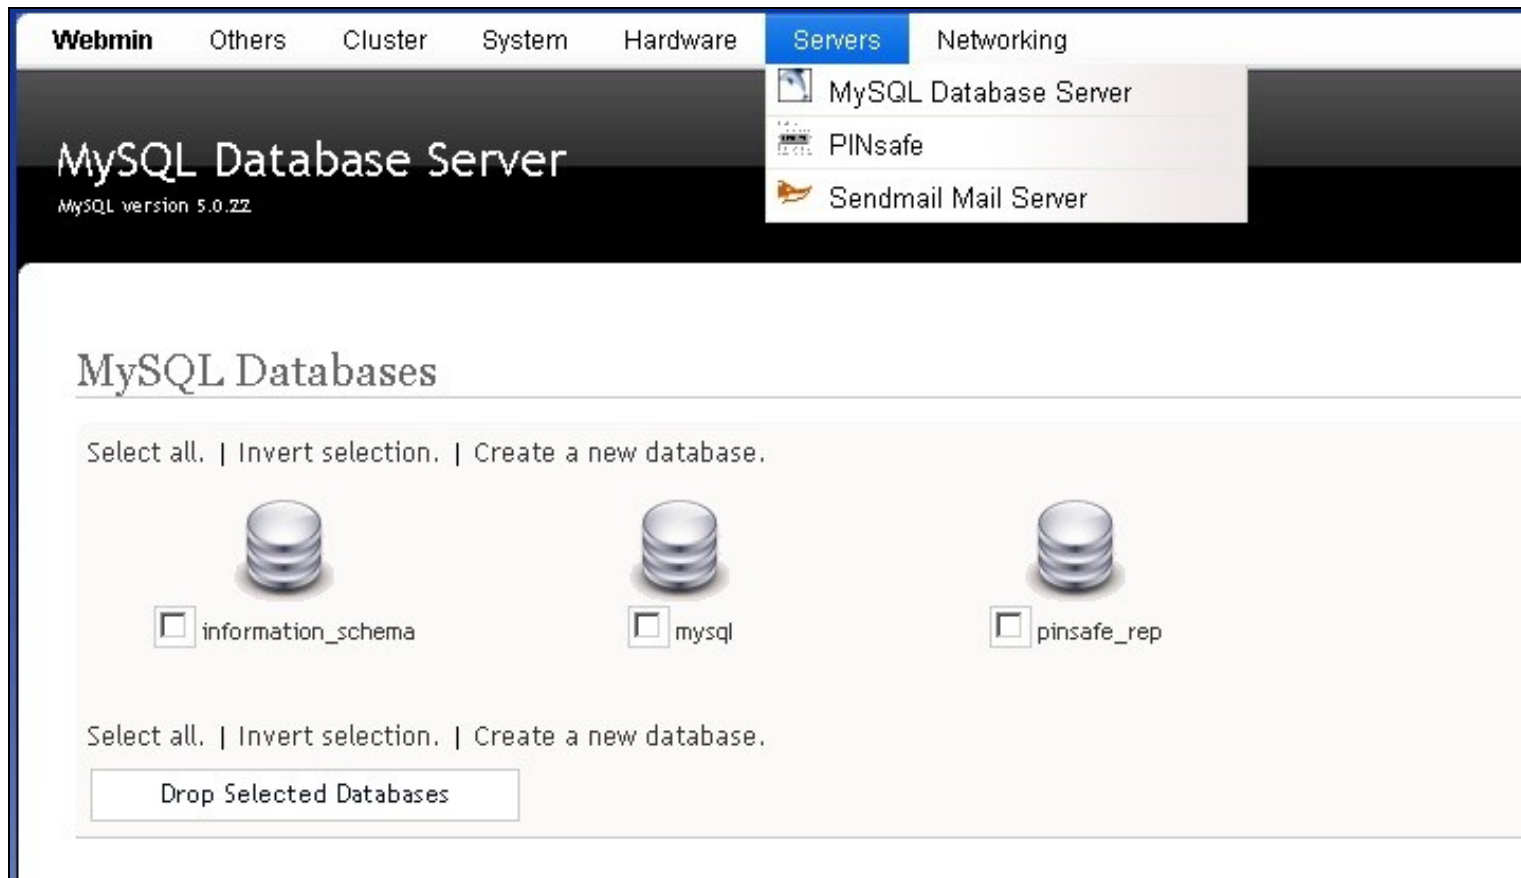 Webmin Others Cluster System Hardware Servers Networking
MySQL Database Server
PINsafe
Sendmail Mail Server
MySQL Database Server
MySQL version 5.0.22
MySQL Databases
Select all. | Invert selection. | Create a new database.
information_schema mysql pinsafe_rep
Select all. | Invert selection. | Create a new database.
Drop Selected Databases